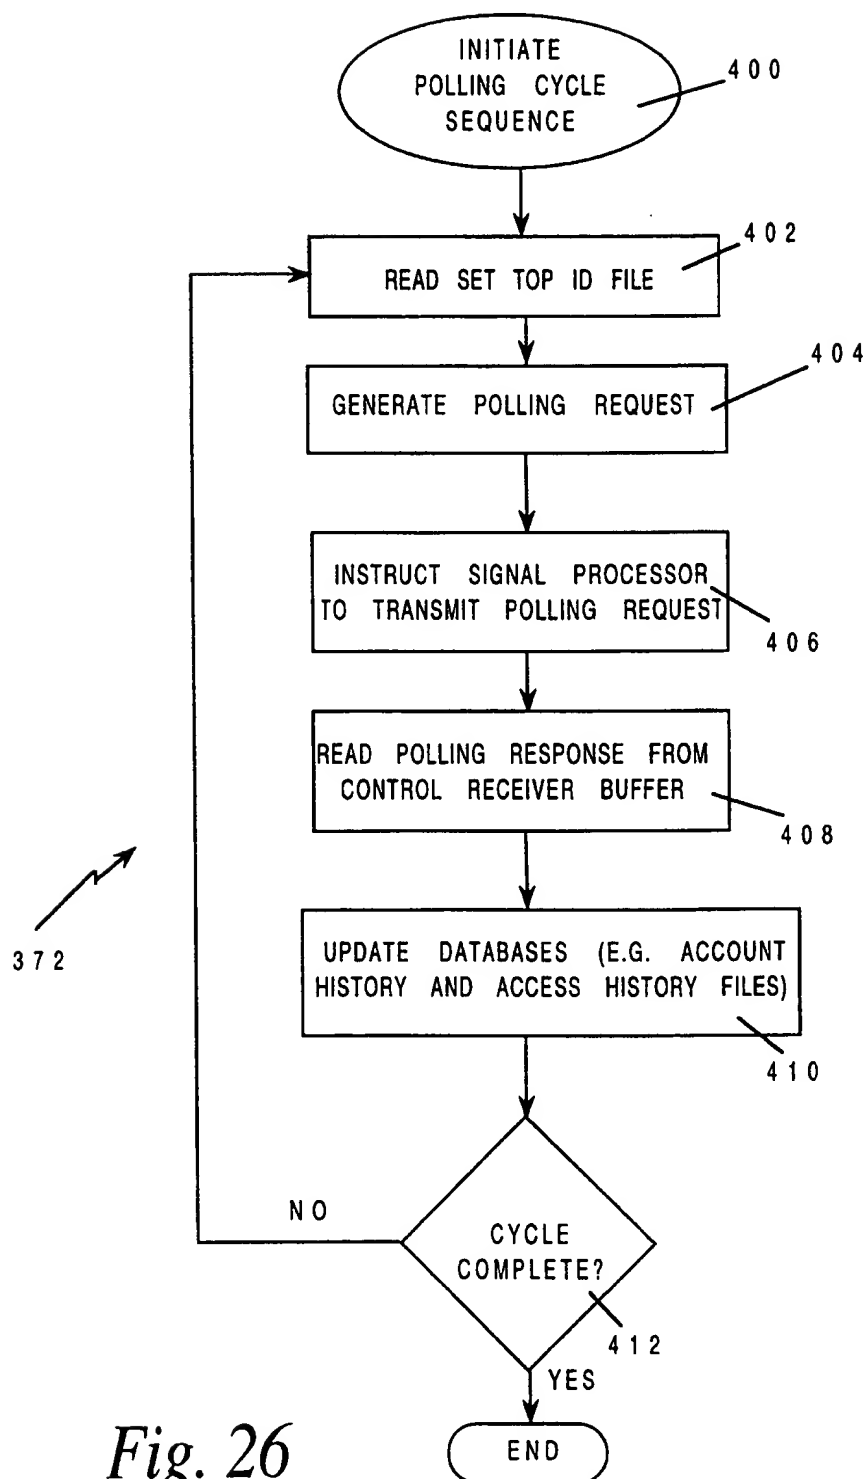 INITIATE
POLLING CYCLE
SEQUENCE
400
402
READ SET TOP ID FILE
404
GENERATE POLLING REQUEST
INSTRUCT SIGNAL PROCESSOR
TO TRANSMIT POLLING REQUEST
406
READ POLLING RESPONSE FROM
CONTROL RECEIVER BUFFER
408
372
UPDATE DATABASES (E.G. ACCOUNT
HISTORY AND ACCESS HISTORY FILES)
410
NO
CYCLE
COMPLETE?
412
YES
END
Fig. 26